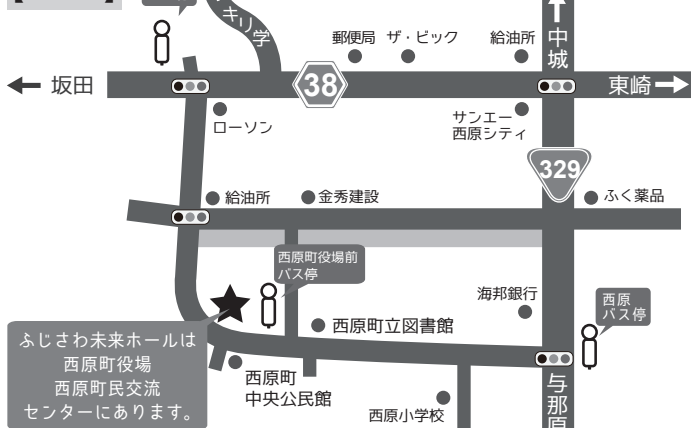 キリ学
中城
郵便局
ザ・ビック
給油所
坂田
38
東崎
ローソン
サンエー
西原シティ
329
給油所
金秀建設
ふく薬品
西原町役場前
バス停
海邦銀行
西原
バス停
西原町立図書館
ふじさわ未来ホールは
西原町役場
西原町民交流
センターにあります。
西原町
中央公民館
西原小学校
与那原